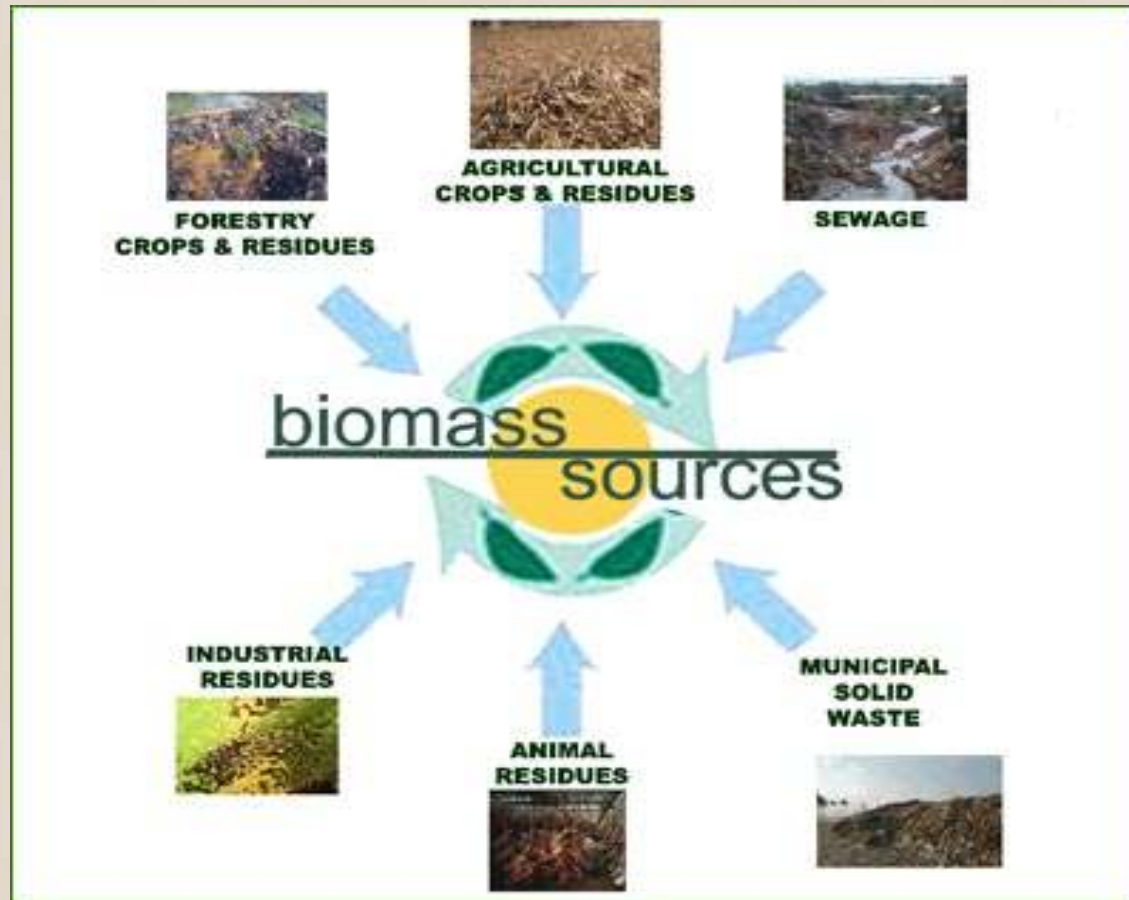 AGRICULTURAL
CROPS & RESIDUES
FORESTRY
CROPS & RESIDUES
SEWAGE
biomass
sources
INDUSTRIAL
RESIDUES
ANIMAL
RESIDUES
MUNICIPAL
SOLID
WASTE